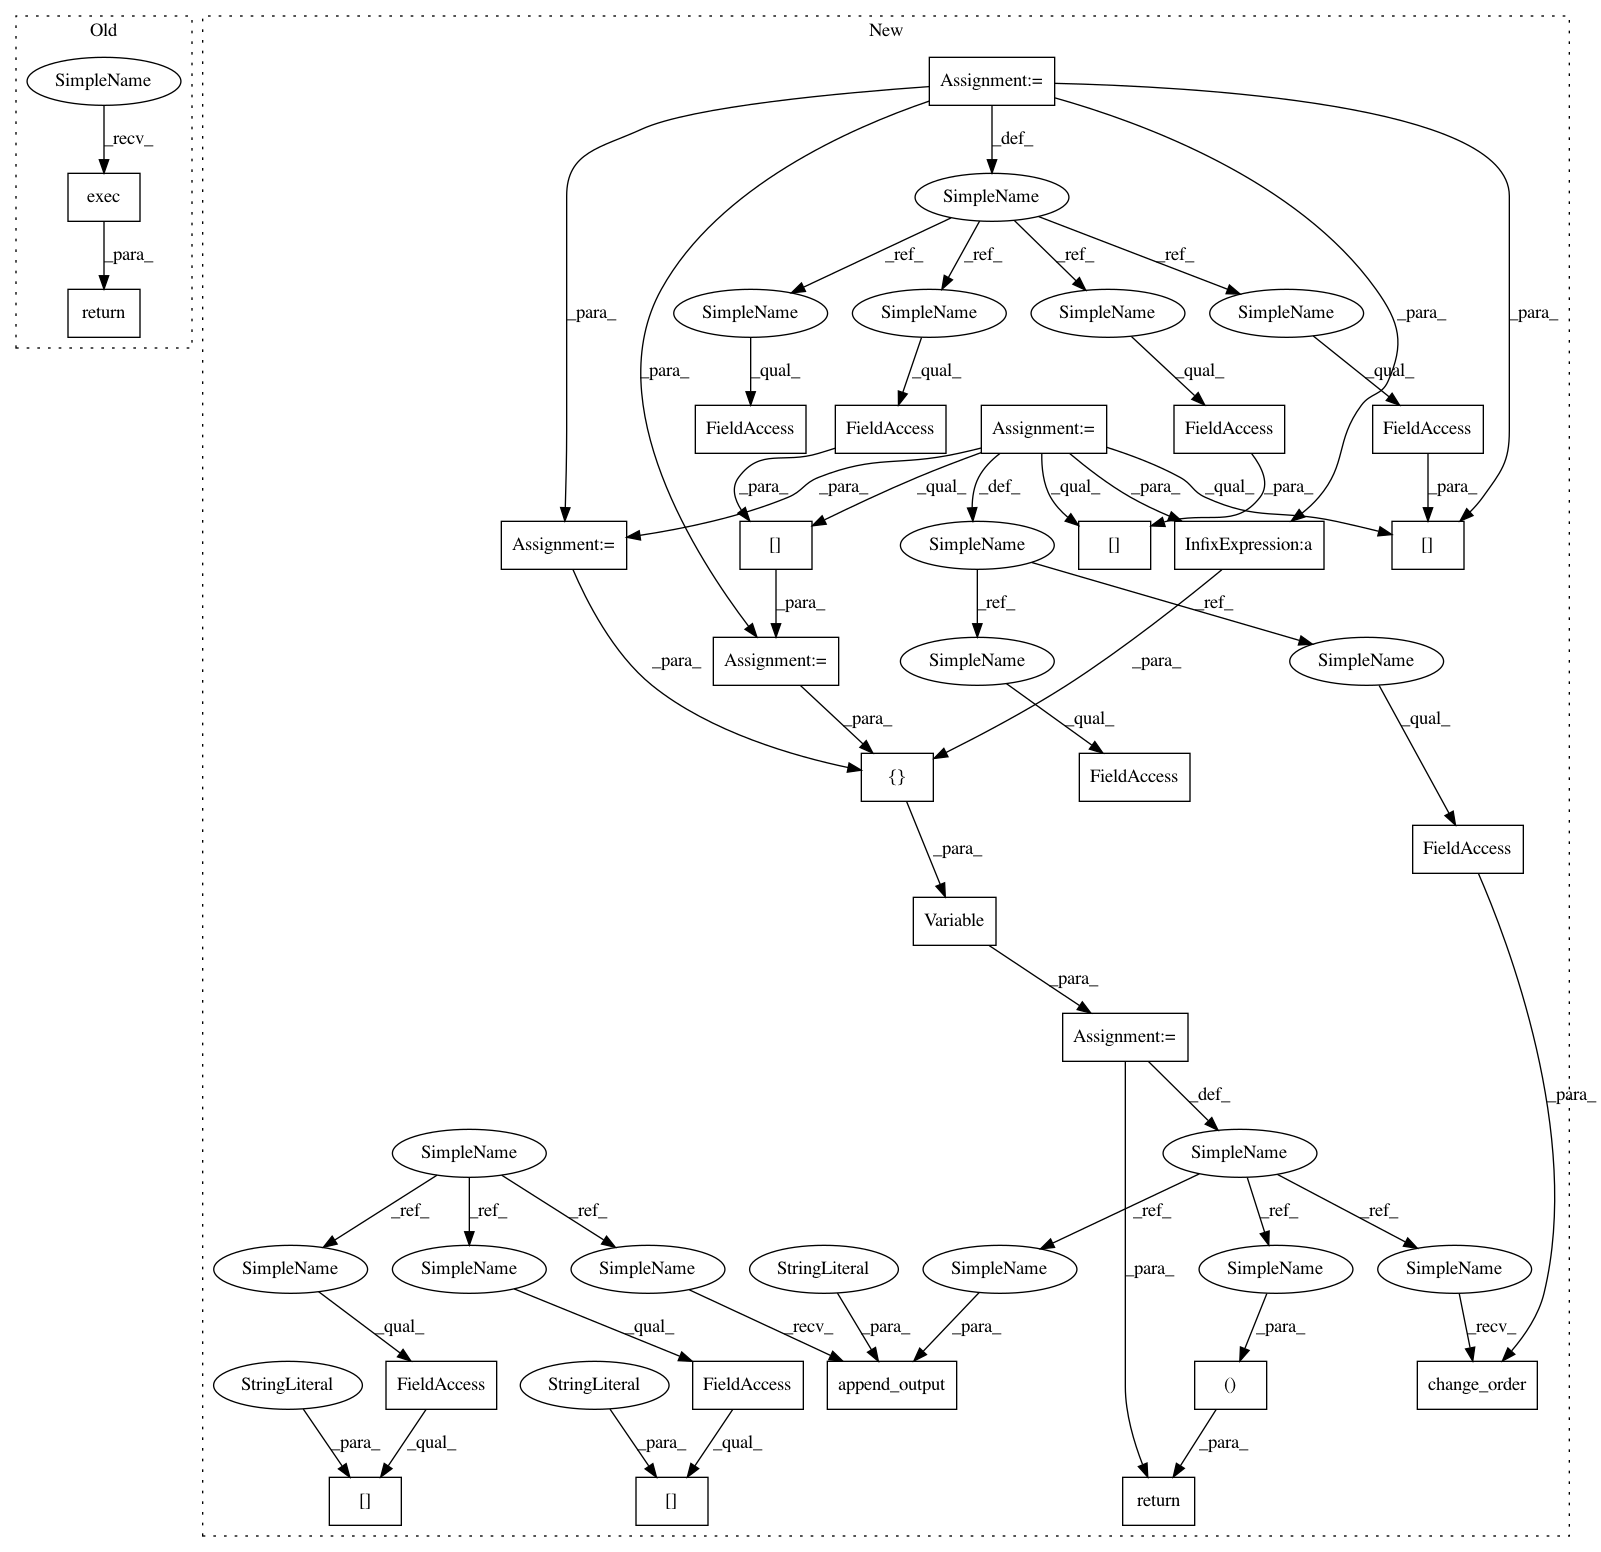 Old
New
SimpleName
Assignment:=
_recv_
_def_
exec
SimpleName
_para_
_ref_
_ref_
_ref_
_ref_
return
_para_
SimpleName
SimpleName
SimpleName
SimpleName
_para_
_para_
_para_
_qual_
_qual_
_qual_
_qual_
FieldAccess
FieldAccess
Assignment:=
FieldAccess
FieldAccess
_para_
_para_
_qual_
_def_
_qual_
_para_
_qual_
_para_
_para_
Assignment:=
[]
SimpleName
[]
InfixExpression:a
[]
_para_
_ref_
_ref_
_para_
Assignment:=
SimpleName
_para_
SimpleName
_para_
_qual_
_qual_
{}
FieldAccess
_para_
FieldAccess
Variable
_para_
Assignment:=
_def_
_para_
SimpleName
SimpleName
_ref_
_ref_
_ref_
_ref_
_ref_
_ref_
SimpleName
SimpleName
SimpleName
StringLiteral
SimpleName
_para_
SimpleName
SimpleName
_qual_
_qual_
_recv_
_para_
_para_
_para_
_recv_
StringLiteral
FieldAccess
StringLiteral
FieldAccess
append_output
()
change_order
_para_
_qual_
_para_
_qual_
_para_
[]
[]
return